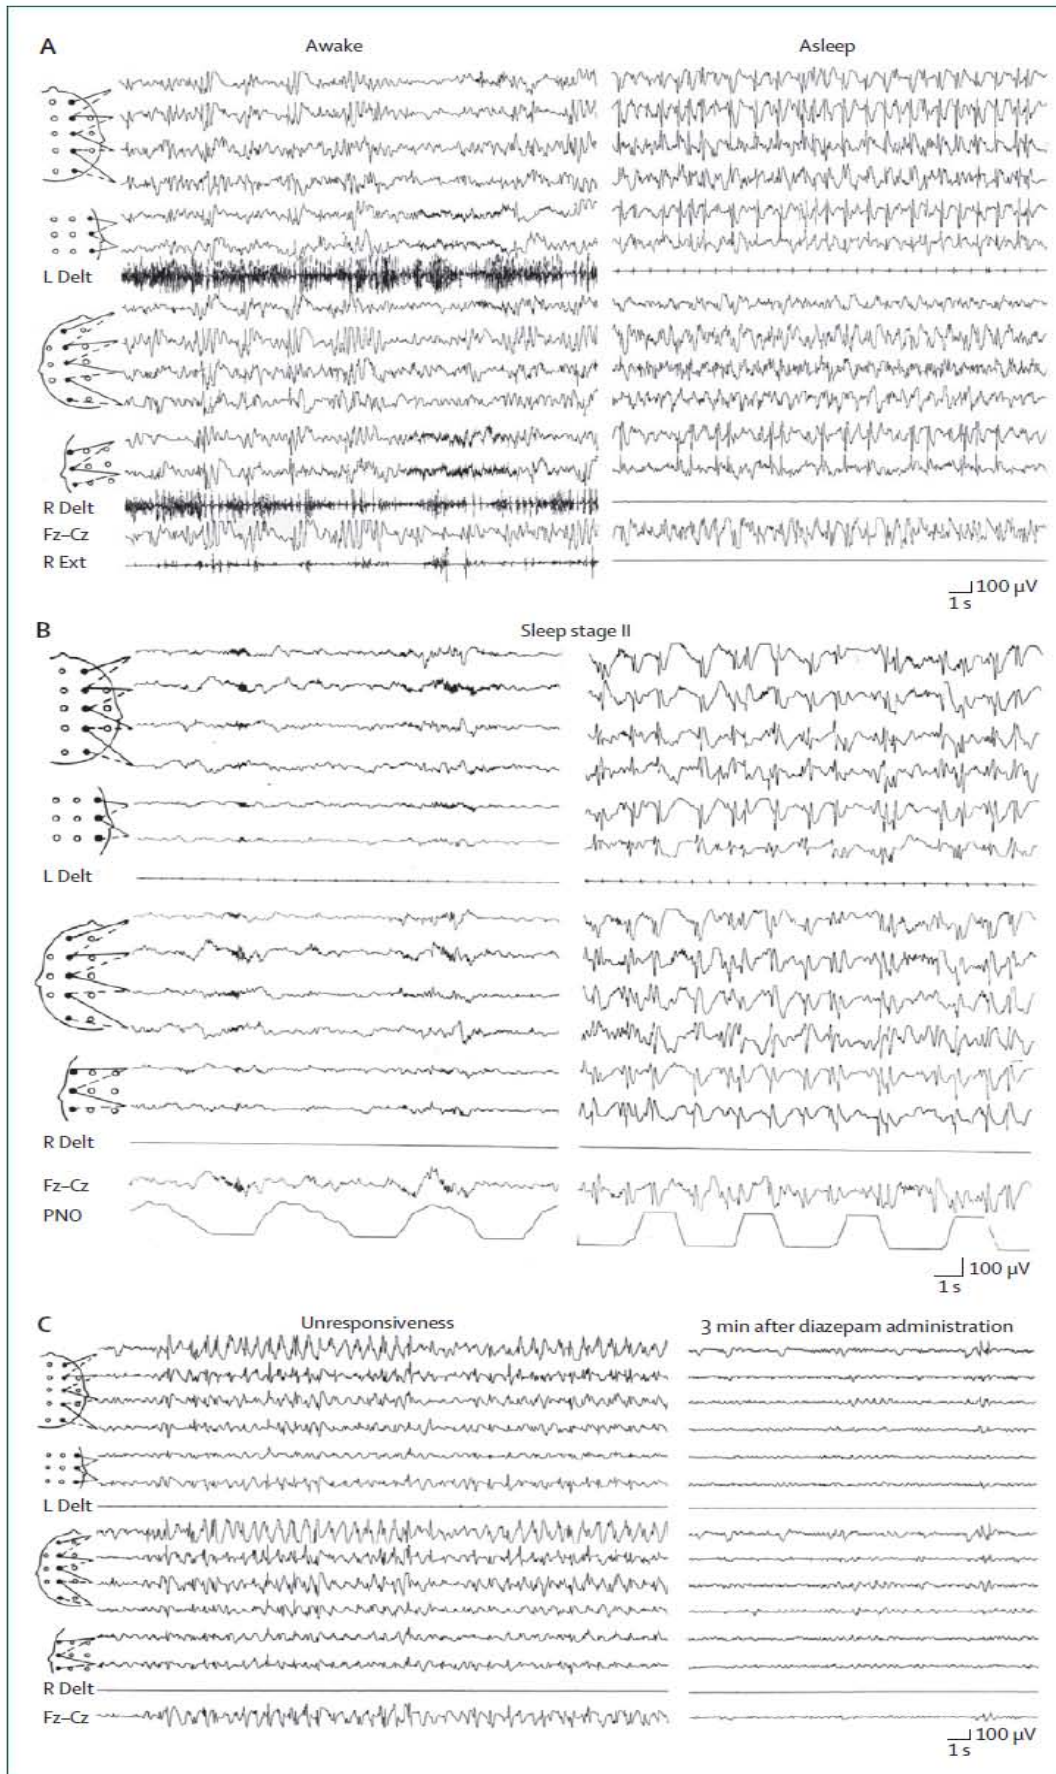 A
Awake
Asleep
L Delt
R Delt
Fz–Cz
R Ext
100 µV
1 s
B
Sleep stage II
L Delt
R Delt
Fz–Cz
PNO
100 µV
1 s
C
Unresponsiveness
3 min after diazepam administration
L Delt
R Delt
Fz–Cz
100 µV
1 s